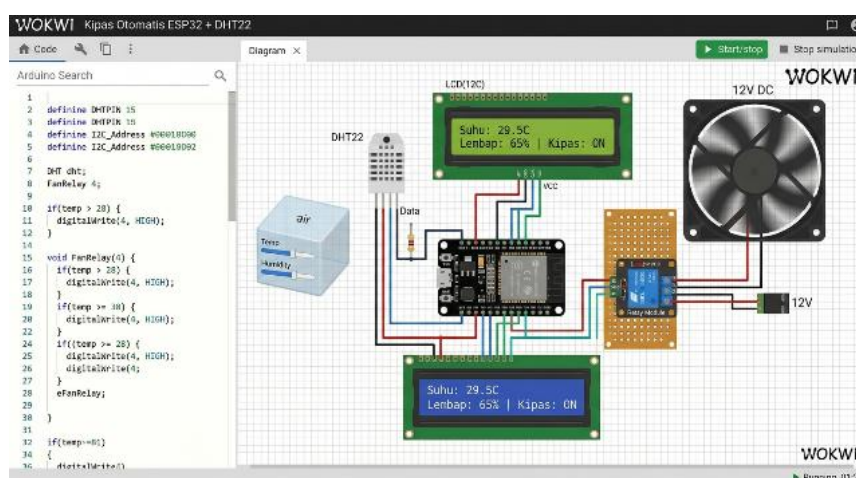 WOKWI Kipas Otomatis ESP32 + DHT22
Code
Diagram ×
Start/stop
Stop simulatio
Arduino Search
1
2 definine DHTPIN 15
3 definine DHTPIN 15
4 definine I2C_Address #00010D00
5 definine I2C_Address #00010D02
6
7 DHT dht;
8 FanRelay 4;
9
10 if(temp > 28) {
11 digitalWrite(4, HIGH);
12 }
14
15 void FanRelay(4) {
16 if(temp > 28) {
17 digitalWrite(4, HIGH);
18 }
19 if(temp >= 30) {
20 digitalWrite(4, HIGH);
22 }
24 if((temp >= 28) {
25 digitalWrite(4, HIGH);
26 digitalWrite(4;
27 }
28 eFanRelay;
29
30 }
31
32 if(temp>=01)
34 {
digitalWrite4)
WOKWI
LCD(12C)
12V DC
DHT22
Suhu: 29.5C
Lembap: 65% | Kipas: ON
VCC
Data
air
Temp
Humidity
Relay Module
12V
Suhu: 29.5C
Lembap: 65% | Kipas: ON
WOKWI